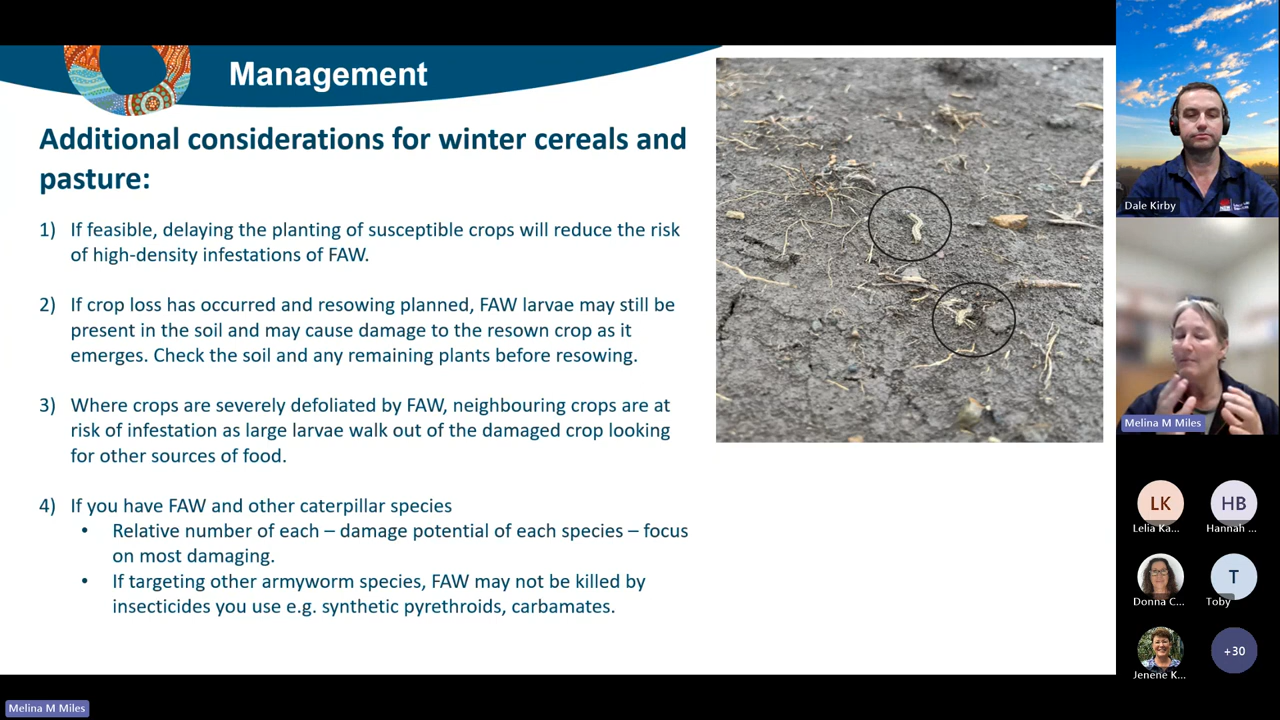 Management
Additional considerations for winter cereals and
pasture:
1) If feasible, delaying the planting of susceptible crops will reduce the risk
of high-density infestations of FAW.
2) If crop loss has occurred and resowing planned, FAW larvae may still be
present in the soil and may cause damage to the resown crop as it
emerges. Check the soil and any remaining plants before resowing.
3) Where crops are severely defoliated by FAW, neighbouring crops are at
risk of infestation as large larvae walk out of the damaged crop looking
for other sources of food.
4) If you have FAW and other caterpillar species
• Relative number of each – damage potential of each species – focus
on most damaging.
• If targeting other armyworm species, FAW may not be killed by
insecticides you use e.g. synthetic pyrethroids, carbamates.
Dale Kirby
Melina M Miles
LK
HB
Lelia Ka...
Hannah ...
T
Donna C...
Toby
+30
Jenene K...
Melina M Miles